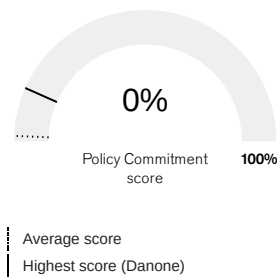 0%
Policy Commitment 100%
score
Average score
Highest score (Danone)